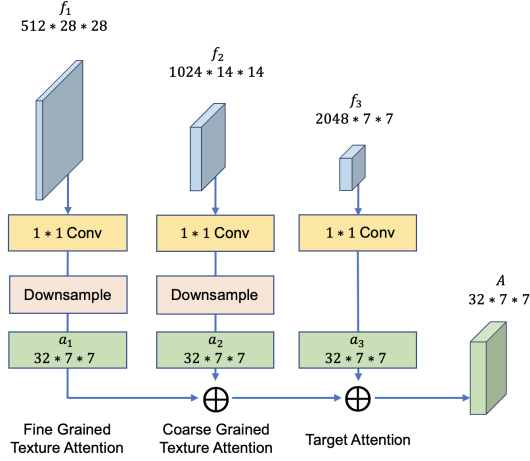 f₁
512 * 28 * 28
f₂
1024 * 14 * 14
f₃
2048 * 7 * 7
1 * 1 Conv
1 * 1 Conv
1 * 1 Conv
Downsample
Downsample
A
32 * 7 * 7
a₁
32 * 7 * 7
a₂
32 * 7 * 7
a₃
32 * 7 * 7
Fine Grained
Texture Attention
Coarse Grained
Texture Attention
Target Attention